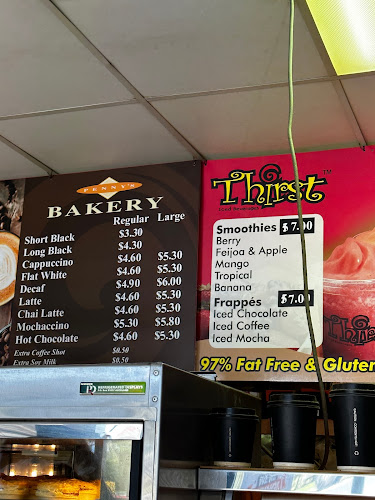 PENNY'S
BAKERY
Regular Large
Short Black $3.30
Long Black $4.30
Cappuccino $4.60 $5.30
Flat White $4.60 $5.30
Decaf $4.90 $6.00
Latte $4.60 $5.30
Chai Latte $4.60 $5.30
Mochaccino $5.30 $5.80
Hot Chocolate $4.60 $5.30
Extra Coffee Shot $0.50
Extra Soy Milk $0.50
Thirst™
Smoothies $7.00
Berry
Feijoa & Apple
Mango
Tropical
Banana
Frappés $7.00
Iced Chocolate
Iced Coffee
Iced Mocha
97% Fat Free & Gluten